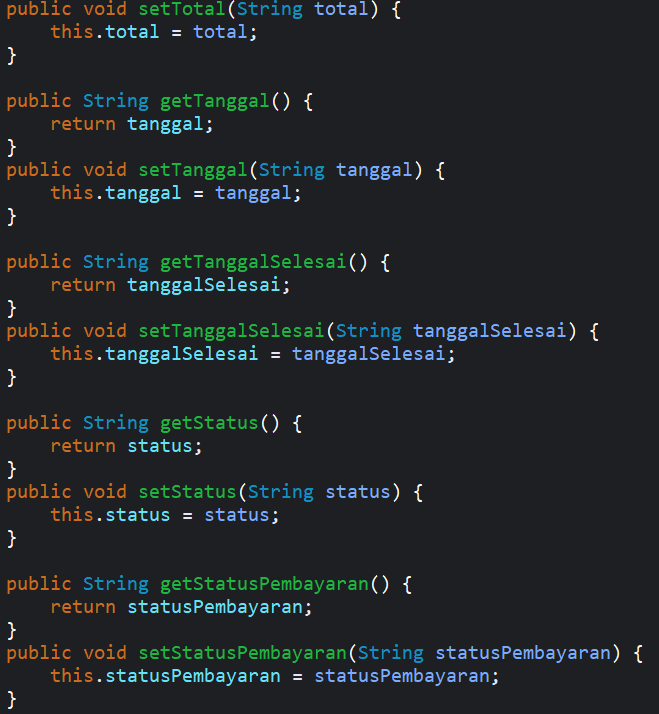 public void setTotal(String total) {
    this.total = total;
}

public String getTanggal() {
    return tanggal;
}
public void setTanggal(String tanggal) {
    this.tanggal = tanggal;
}

public String getTanggalSelesai() {
    return tanggalSelesai;
}
public void setTanggalSelesai(String tanggalSelesai) {
    this.tanggalSelesai = tanggalSelesai;
}

public String getStatus() {
    return status;
}
public void setStatus(String status) {
    this.status = status;
}

public String getStatusPembayaran() {
    return statusPembayaran;
}
public void setStatusPembayaran(String statusPembayaran) {
    this.statusPembayaran = statusPembayaran;
}